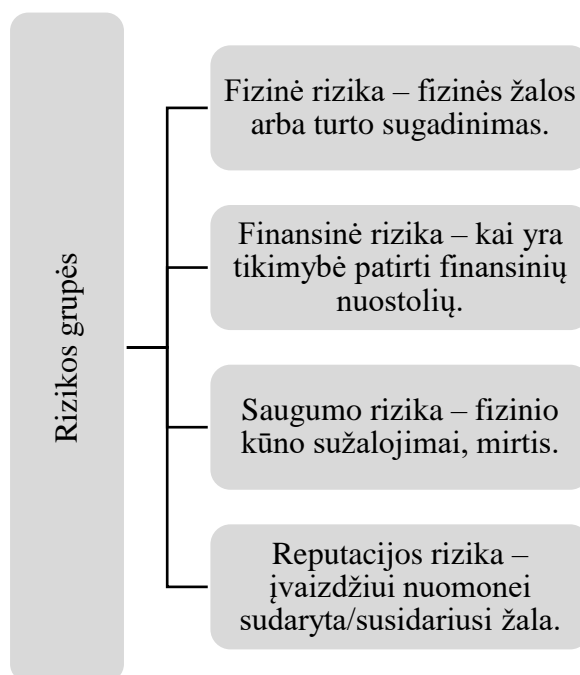 Rizikos grupės
Fizinė rizika – fizinės žalos
arba turto sugadinimas.
Finansinė rizika – kai yra
tikimybė patirti finansinių
nuostolių.
Saugumo rizika – fizinio
kūno sužalojimai, mirtis.
Reputacijos rizika –
įvaizdžiui nuomonei
sudaryta/susidariusi žala.